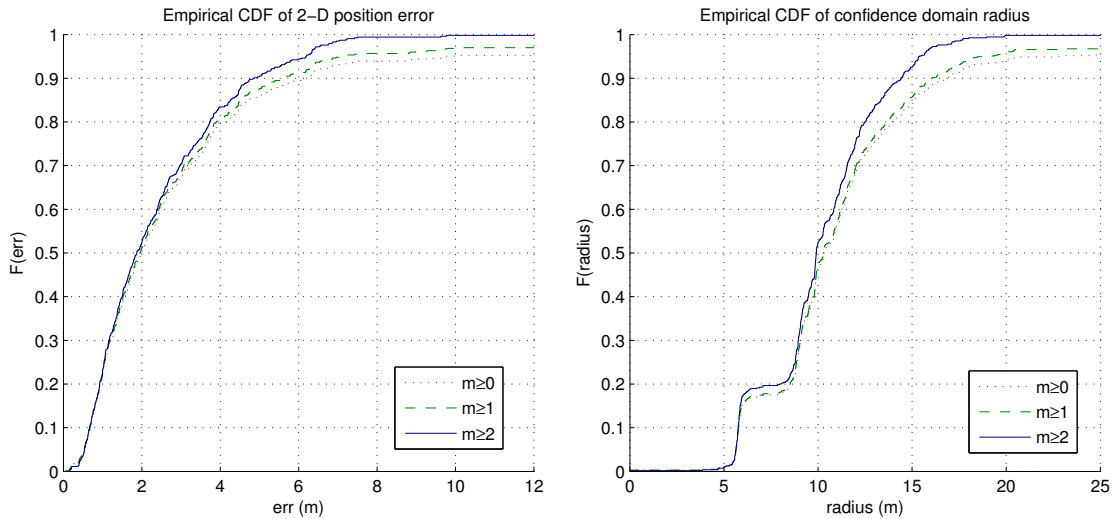 Empirical CDF of 2-D position error
1
0.9
0.8
0.7
0.6
0.5
0.4
0.3
0.2
0.1
0
F(err)
0 2 4 6 8 10 12
err (m)
m≥0
m≥1
m≥2
Empirical CDF of confidence domain radius
1
0.9
0.8
0.7
0.6
0.5
0.4
0.3
0.2
0.1
0
F(radius)
0 5 10 15 20 25
radius (m)
m≥0
m≥1
m≥2